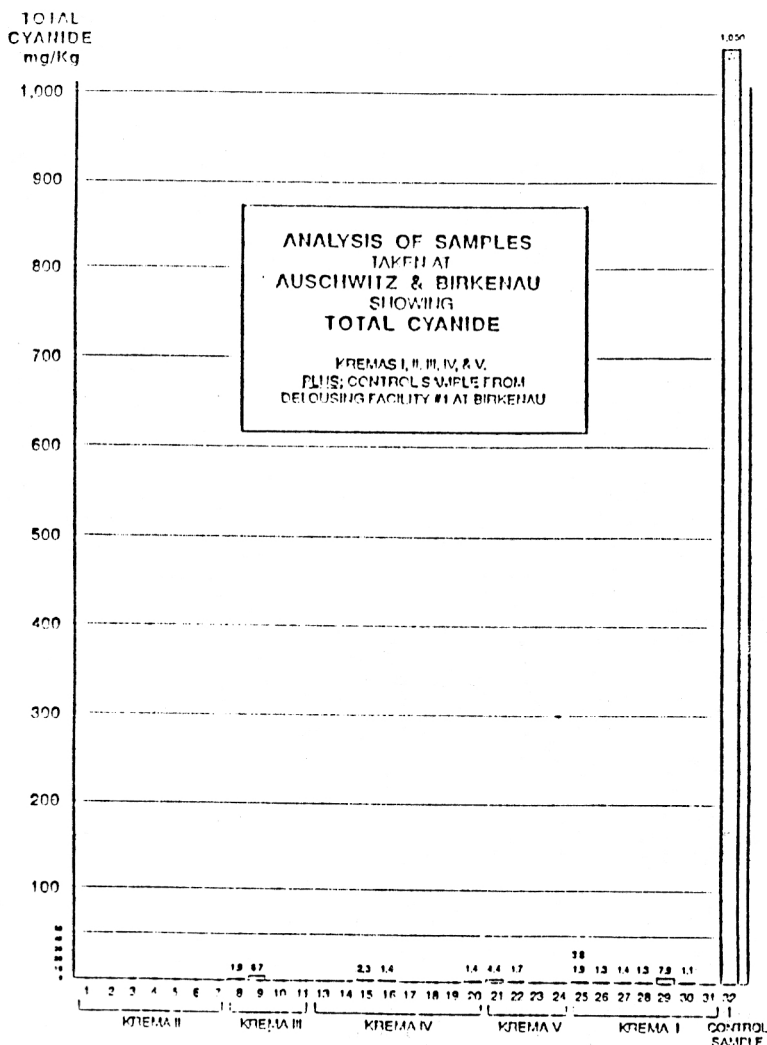 TOTAL
CYANIDE
mg/Kg
1,050
1,000
900
800
700
600
500
400
300
200
100
ANALYSIS OF SAMPLES
TAKEN AT
AUSCHWITZ & BIRKENAU
SHOWING
TOTAL CYANIDE
KREMAS I, II, III, IV, & V.
PLUS; CONTROL SAMPLE FROM
DELOUSING FACILITY #1 AT BIRKENAU
3.8
1.9 6.7 2.3 1.4 1.4 4.4 1.7 1.9 1.3 1.4 1.3 7.9 1.1
1 2 3 4 5 6 7 8 9 10 11 13 14 15 16 17 18 19 20 21 22 23 24 25 26 27 28 29 30 31 32
KREMA II KREMA III KREMA IV KREMA V KREMA I CONTROL
SAMPLE